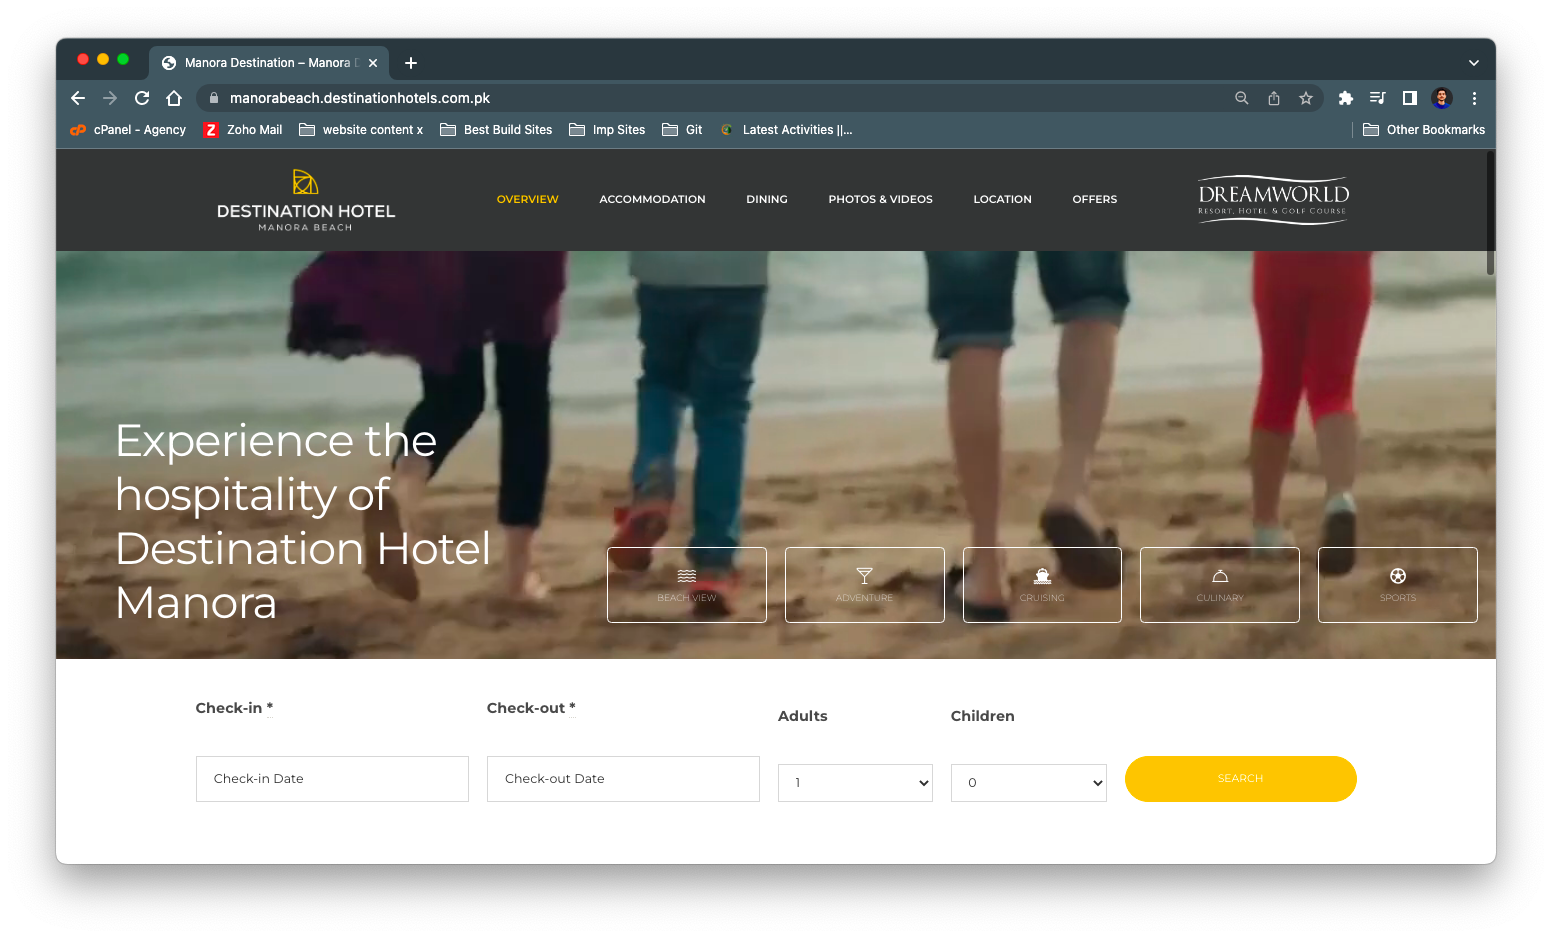 Manora Destination – Manora
manorabeach.destinationhotels.com.pk
cPanel - Agency
Zoho Mail
website content x
Best Build Sites
Imp Sites
Git
Latest Activities ||...
Other Bookmarks
DESTINATION HOTEL
MANORA BEACH
OVERVIEW
ACCOMMODATION
DINING
PHOTOS & VIDEOS
LOCATION
OFFERS
DREAMWORLD
RESORT, HOTEL & GOLF COURSE
Experience the
hospitality of
Destination Hotel
Manora
BEACH VIEW
ADVENTURE
CRUISING
CULINARY
SPORTS
Check-in *
Check-out *
Adults
Children
Check-in Date
Check-out Date
1
0
SEARCH